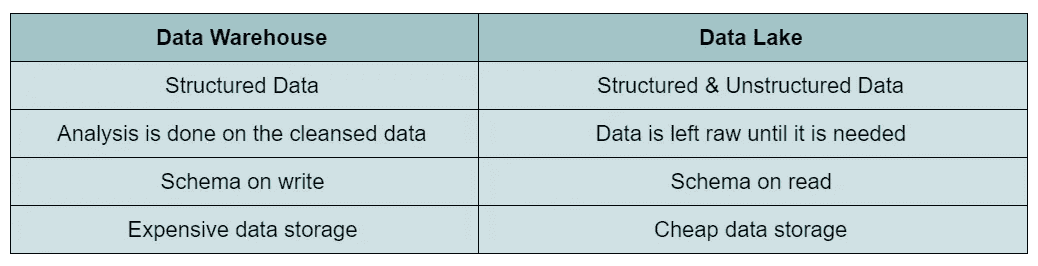 Data Warehouse
Data Lake
Structured Data
Structured & Unstructured Data
Analysis is done on the cleansed data
Data is left raw until it is needed
Schema on write
Schema on read
Expensive data storage
Cheap data storage